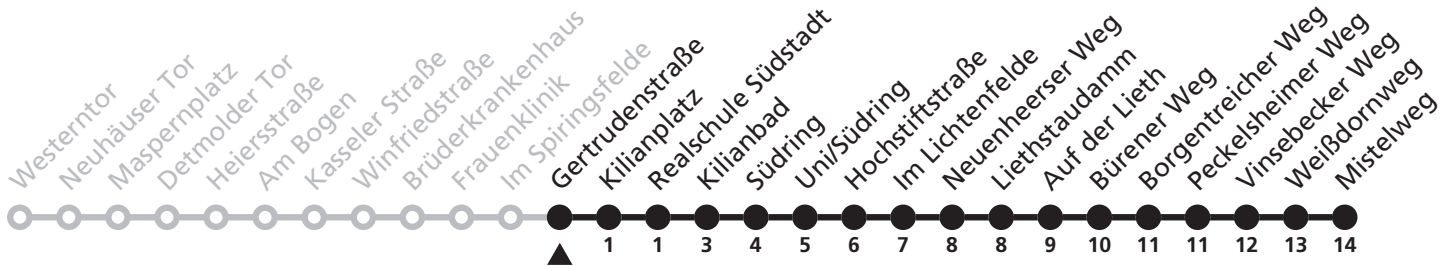 Westerntor
Neuhäuser Tor
Maspernplatz
Detmolder Tor
Heiersstraße
Am Bogen
Kasseler Straße
Winfriedstraße
Brüderkrankenhaus
Frauenklinik
Im Spiringsfelde
Gertrudenstraße
Kilianplatz
Realschule Südstadt
Kilianbad
Südring
Uni/Südring
Hochstiftstraße
Im Lichtenfelde
Neuenheerser Weg
Liethstaudamm
Auf der Lieth
Bürener Weg
Borgentreicher Weg
Peckelsheimer Weg
Vinsebecker Weg
Weißdornweg
Mistelweg
1 1 3 4 5 6 7 8 8 9 10 11 11 12 13 14